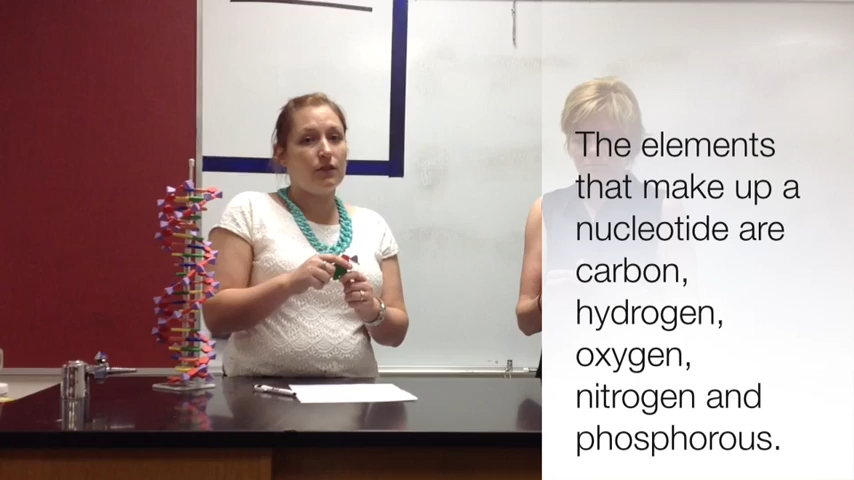 The elements
that make up a
nucleotide are
carbon,
hydrogen,
oxygen,
nitrogen and
phosphorous.